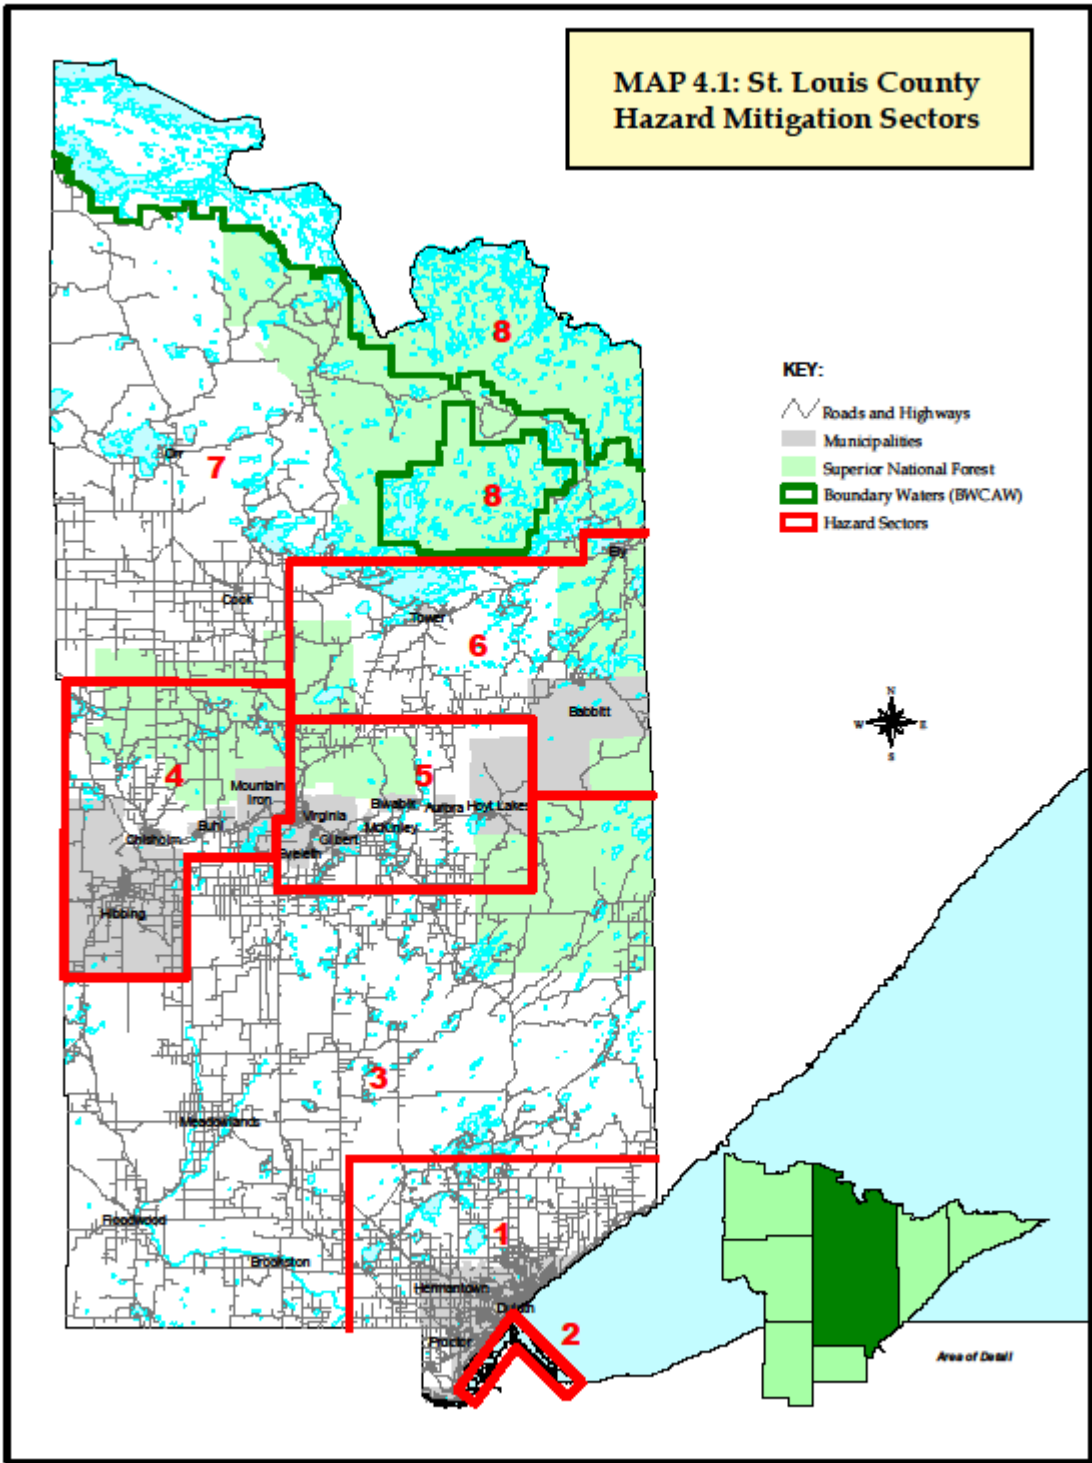 MAP 4.1: St. Louis County
Hazard Mitigation Sectors
8
KEY:
Roads and Highways
Municipalities
Superior National Forest
Boundary Waters (BWCAW)
Hazard Sectors
Orr
7
8
Ely
Cook
Tower
6
Babbitt
N
W E
S
4
5
Mountain
Iron
Biwabik
Aurora
Hoyt Lakes
Virginia
Buhl
McKinley
Chisholm
Gilbert
Eveleth
Hibbing
3
Meadowlands
Floodwood
1
Brookston
Hermantown
Duluth
2
Proctor
Area of Detail